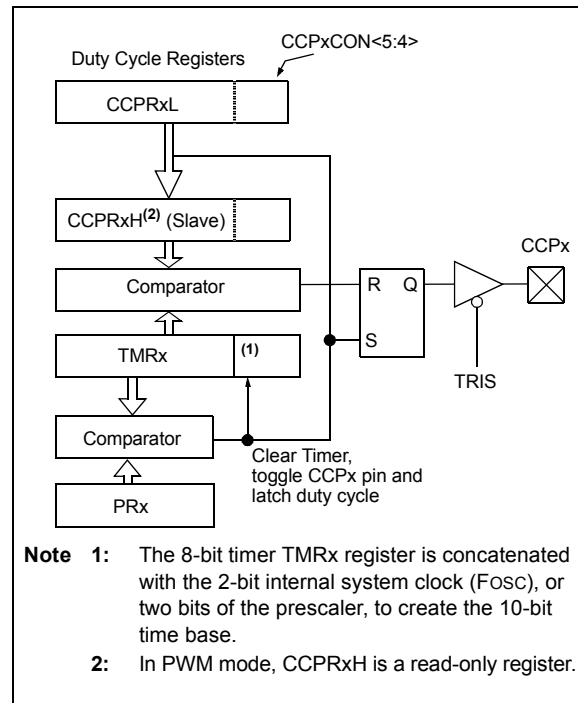 CCPxCON<5:4>
Duty Cycle Registers
CCPRxL
CCPRxH(2) (Slave)
CCPx
Comparator
R Q
TMRx (1)
S
TRIS
Comparator
Clear Timer,
toggle CCPx pin and
latch duty cycle
PRx
Note 1: The 8-bit timer TMRx register is concatenated
with the 2-bit internal system clock (FOSC), or
two bits of the prescaler, to create the 10-bit
time base.
2: In PWM mode, CCPRxH is a read-only register.